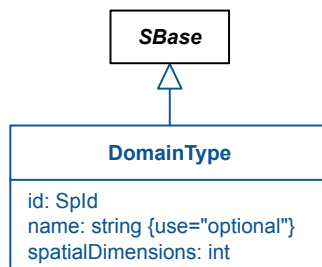 SBase
DomainType
id: SpId
name: string {use="optional"}
spatialDimensions: int